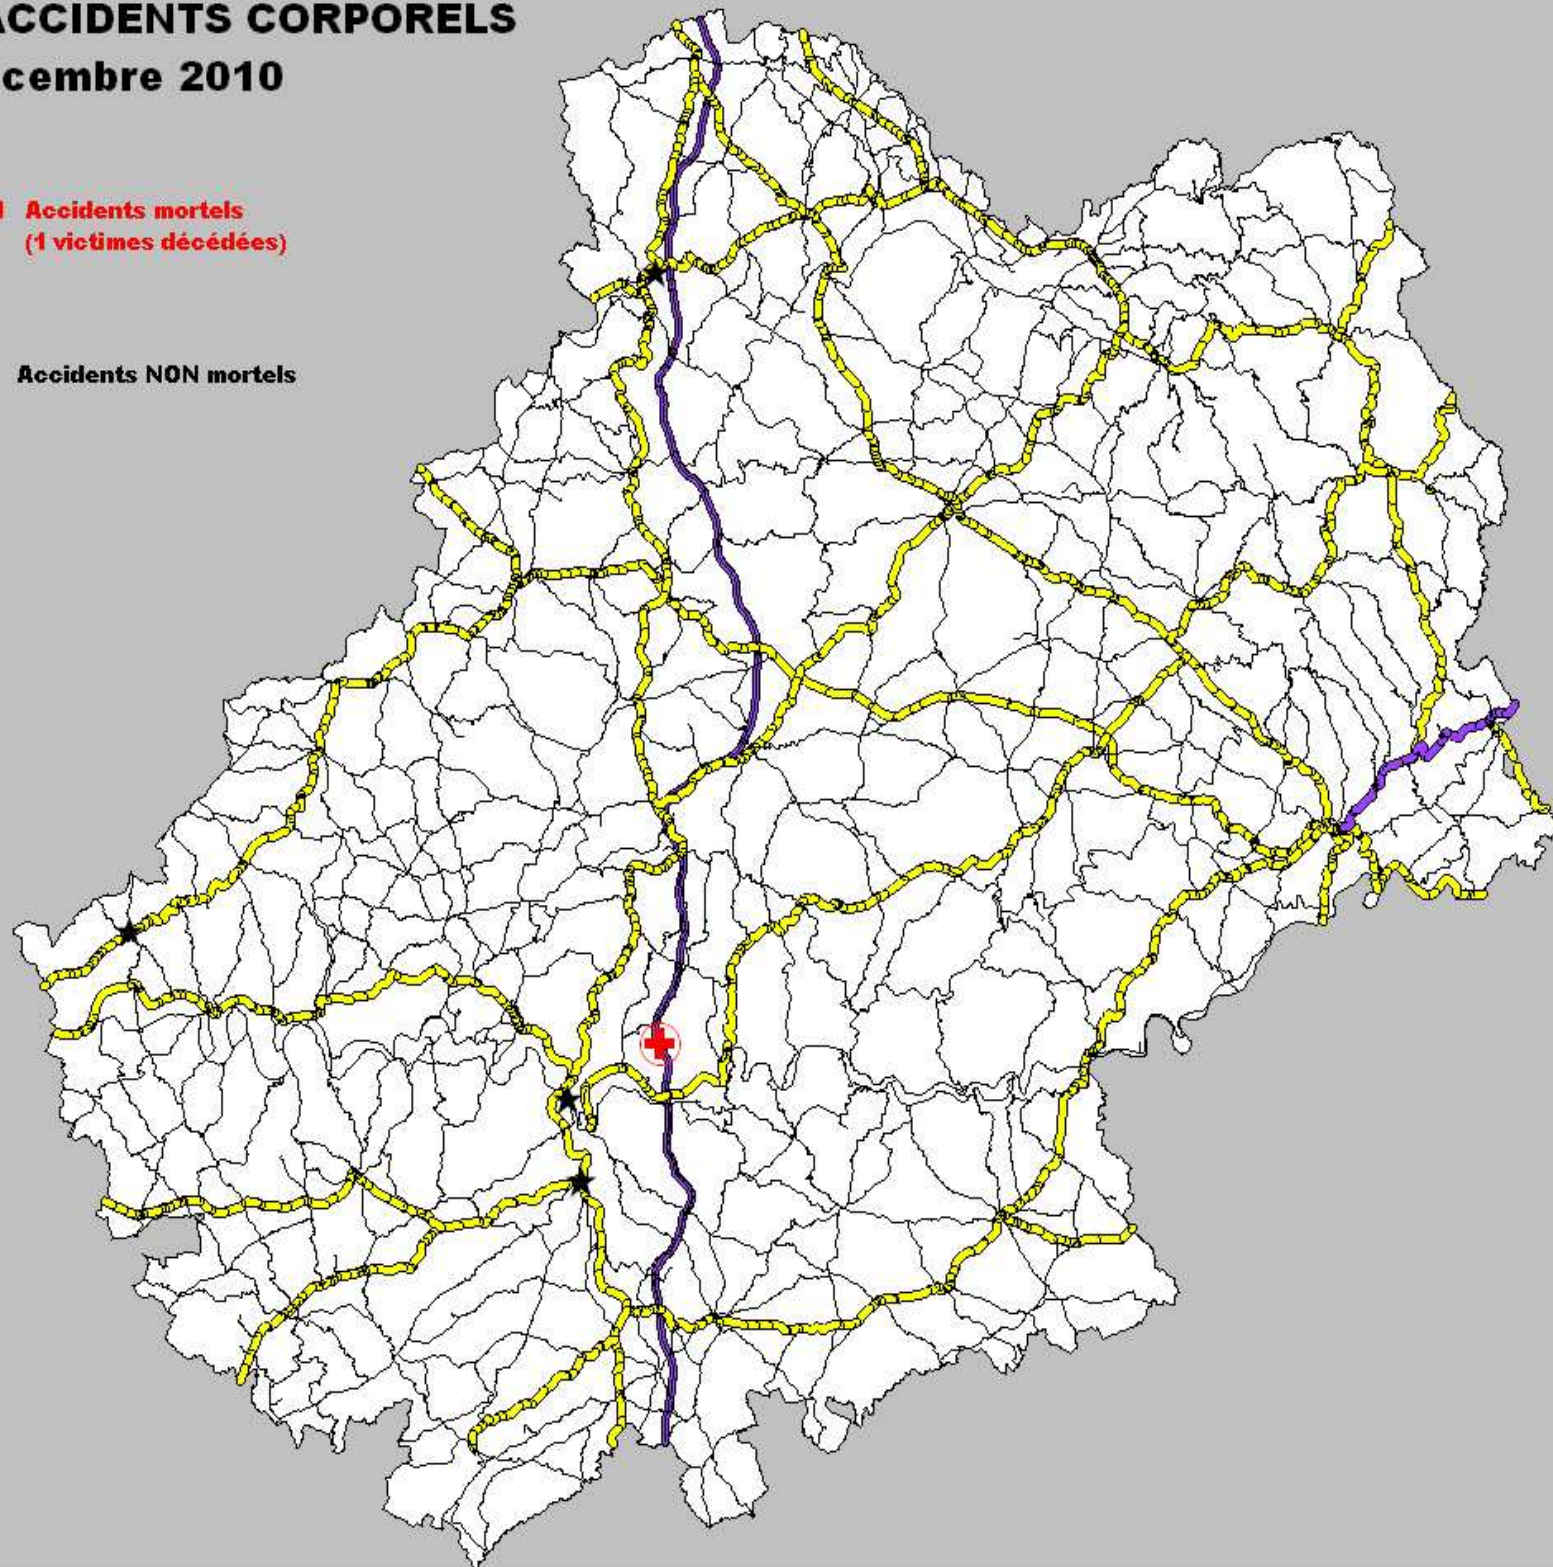 ACCIDENTS CORPORELS
cembre 2010
Accidents mortels
(1 victimes décédées)
Accidents NON mortels